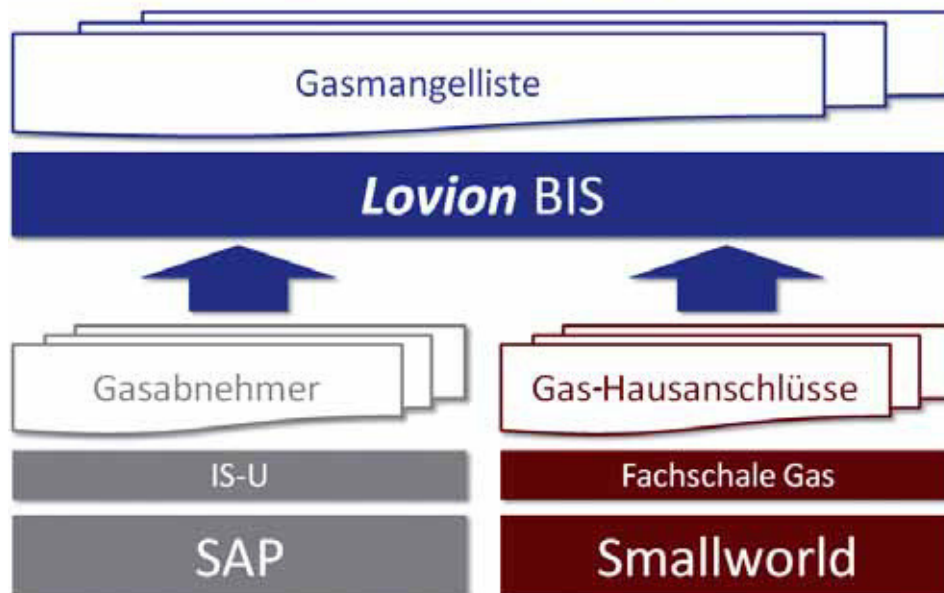 Gasmangelliste
Lovion BIS
Gasabnehmer
Gas-Hausanschlüsse
IS-U
Fachschale Gas
SAP
Smallworld